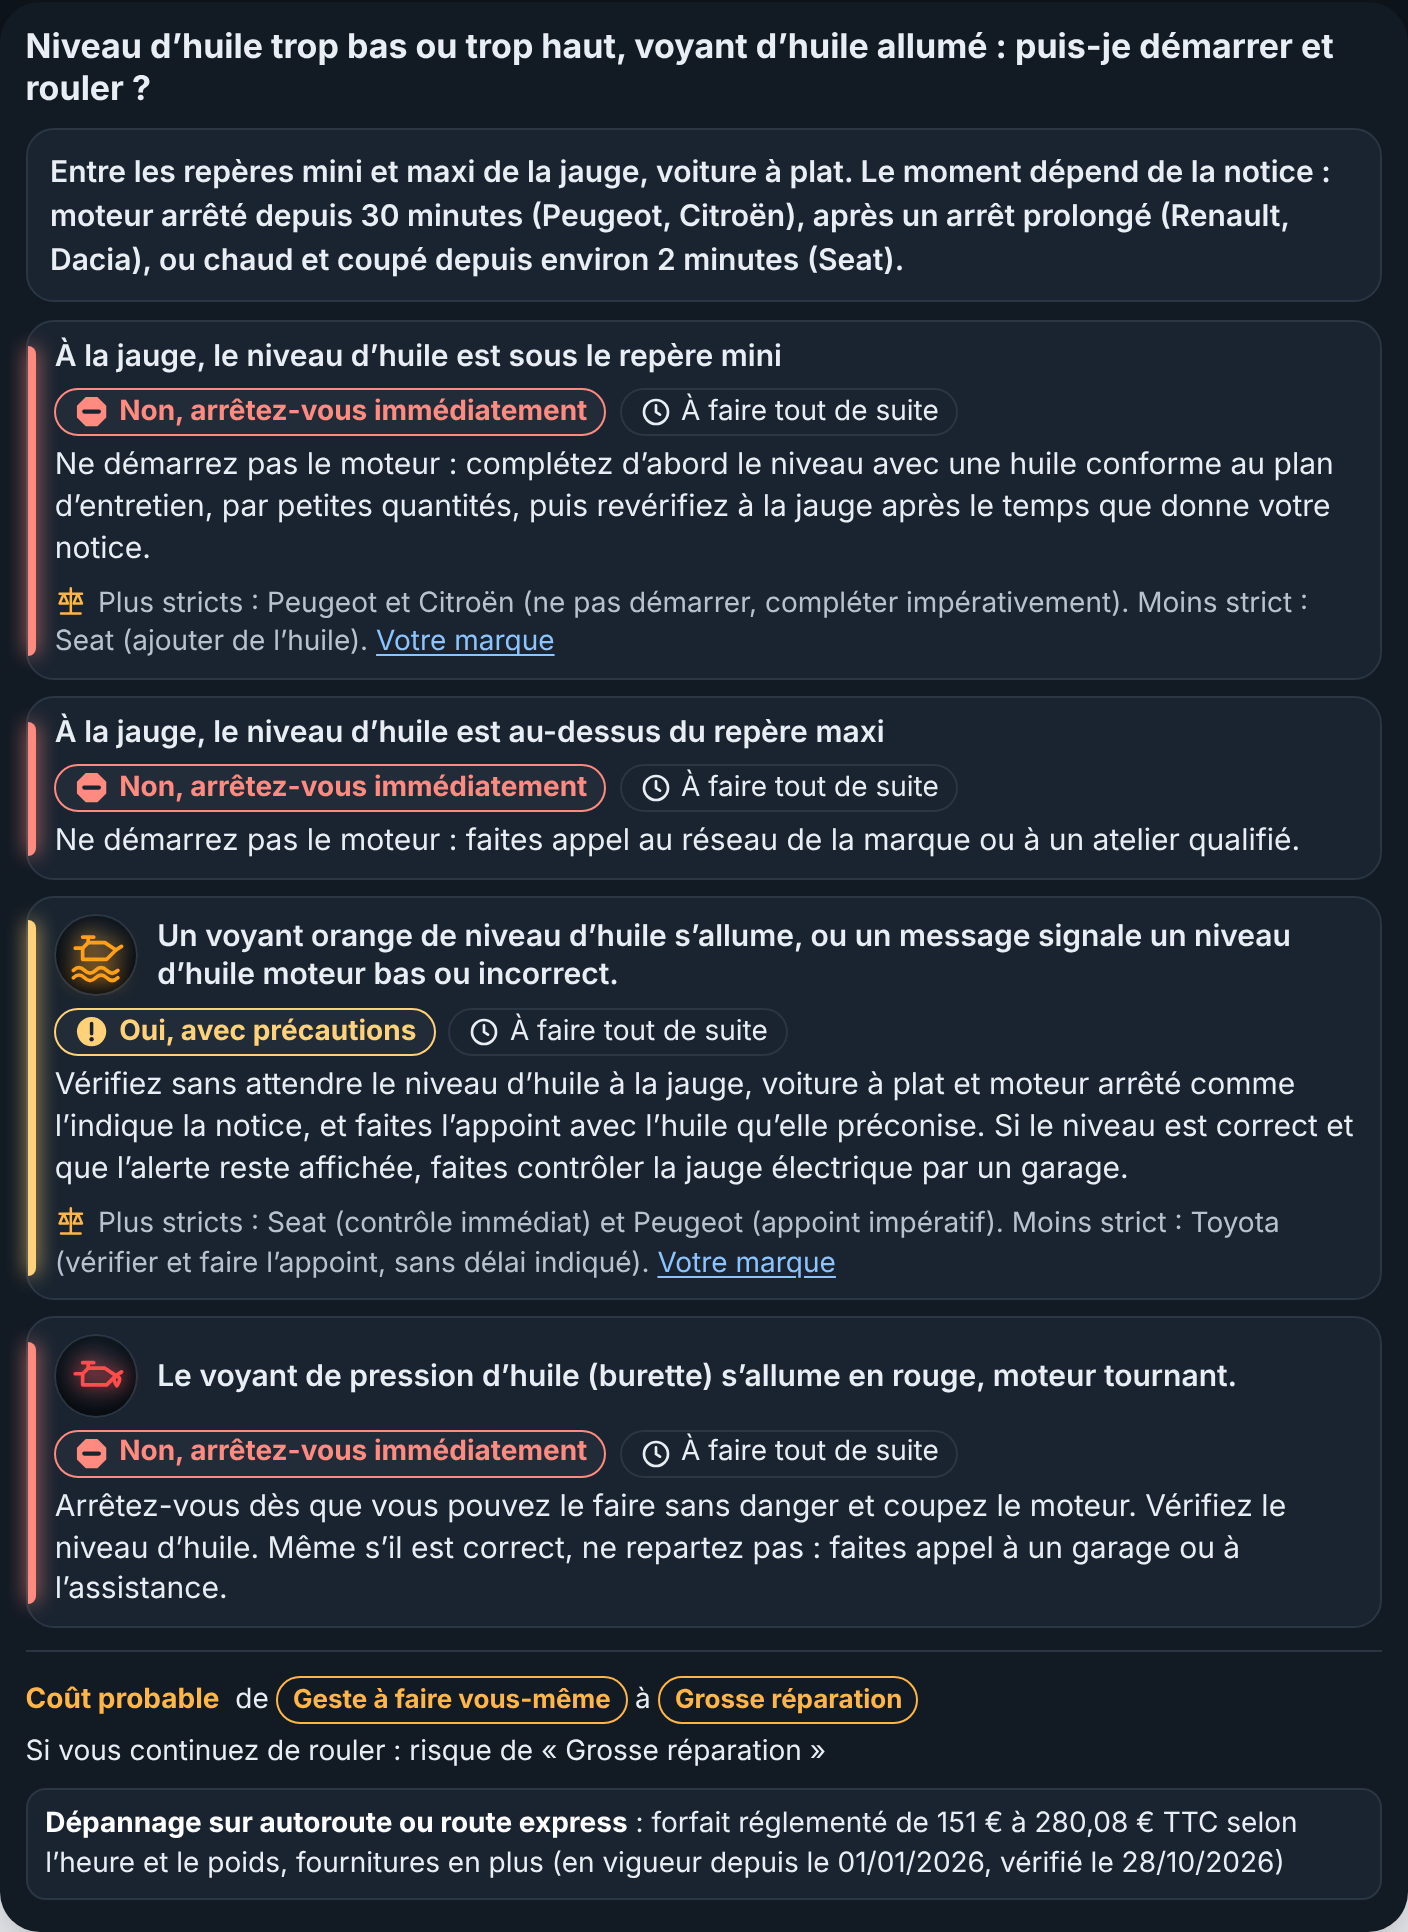 Niveau d’huile trop bas ou trop haut, voyant d’huile allumé : puis-je démarrer et
rouler ?
Entre les repères mini et maxi de la jauge, voiture à plat. Le moment dépend de la notice :
moteur arrêté depuis 30 minutes (Peugeot, Citroën), après un arrêt prolongé (Renault,
Dacia), ou chaud et coupé depuis environ 2 minutes (Seat).
À la jauge, le niveau d’huile est sous le repère mini
Non, arrêtez-vous immédiatement À faire tout de suite
Ne démarrez pas le moteur : complétez d’abord le niveau avec une huile conforme au plan
d’entretien, par petites quantités, puis revérifiez à la jauge après le temps que donne votre
notice.
Plus stricts : Peugeot et Citroën (ne pas démarrer, compléter impérativement). Moins strict :
Seat (ajouter de l’huile). Votre marque
À la jauge, le niveau d’huile est au-dessus du repère maxi
Non, arrêtez-vous immédiatement À faire tout de suite
Ne démarrez pas le moteur : faites appel au réseau de la marque ou à un atelier qualifié.
Un voyant orange de niveau d’huile s’allume, ou un message signale un niveau
d’huile moteur bas ou incorrect.
Oui, avec précautions À faire tout de suite
Vérifiez sans attendre le niveau d’huile à la jauge, voiture à plat et moteur arrêté comme
l’indique la notice, et faites l’appoint avec l’huile qu’elle préconise. Si le niveau est correct et
que l’alerte reste affichée, faites contrôler la jauge électrique par un garage.
Plus stricts : Seat (contrôle immédiat) et Peugeot (appoint impératif). Moins strict : Toyota
(vérifier et faire l’appoint, sans délai indiqué). Votre marque
Le voyant de pression d’huile (burette) s’allume en rouge, moteur tournant.
Non, arrêtez-vous immédiatement À faire tout de suite
Arrêtez-vous dès que vous pouvez le faire sans danger et coupez le moteur. Vérifiez le
niveau d’huile. Même s’il est correct, ne repartez pas : faites appel à un garage ou à
l’assistance.
Coût probable de Geste à faire vous-même à Grosse réparation
Si vous continuez de rouler : risque de « Grosse réparation »
Dépannage sur autoroute ou route express : forfait réglementé de 151 € à 280,08 € TTC selon
l’heure et le poids, fournitures en plus (en vigueur depuis le 01/01/2026, vérifié le 28/10/2026)